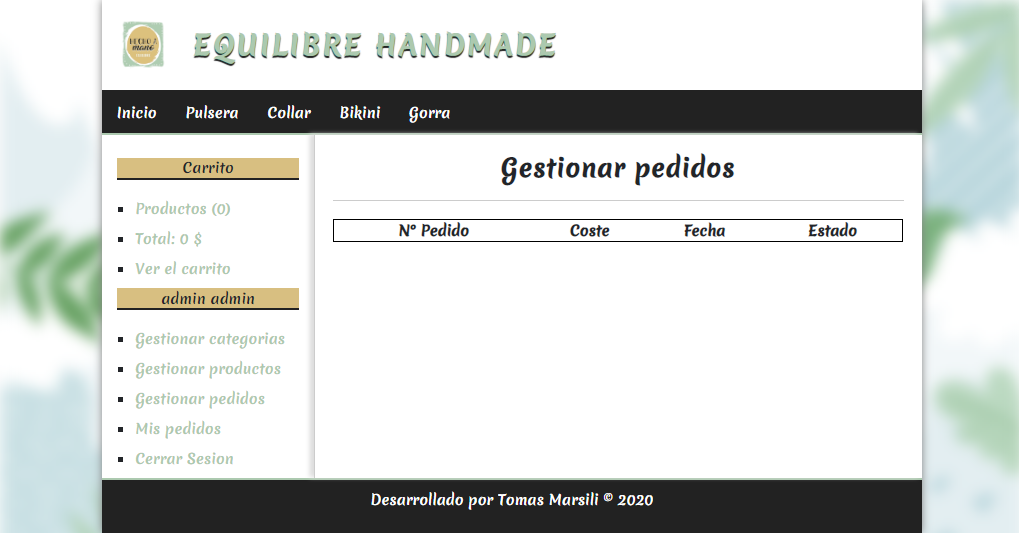 HECHO A
mano
EQUILIBRE HANDMADE
Inicio Pulsera Collar Bikini Gorra
Carrito
Productos (0)
Total: 0 $
Ver el carrito
admin admin
Gestionar categorias
Gestionar productos
Gestionar pedidos
Mis pedidos
Cerrar Sesion
Gestionar pedidos
Nº Pedido Coste Fecha Estado
Desarrollado por Tomas Marsili © 2020